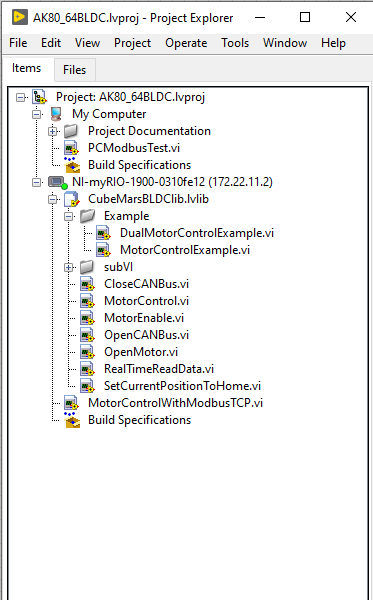 AK80_64BLDC.lvproj - Project Explorer
File Edit View Project Operate Tools Window Help
Items Files
Project: AK80_64BLDC.lvproj
My Computer
Project Documentation
PCModbusTest.vi
Build Specifications
NI-myRIO-1900-0310fe12 (172.22.11.2)
CubeMarsBLDClib.lvlib
Example
DualMotorControlExample.vi
MotorControlExample.vi
subVI
CloseCANBus.vi
MotorControl.vi
MotorEnable.vi
OpenCANBus.vi
OpenMotor.vi
RealTimeReadData.vi
SetCurrentPositionToHome.vi
MotorControlWithModbusTCP.vi
Build Specifications